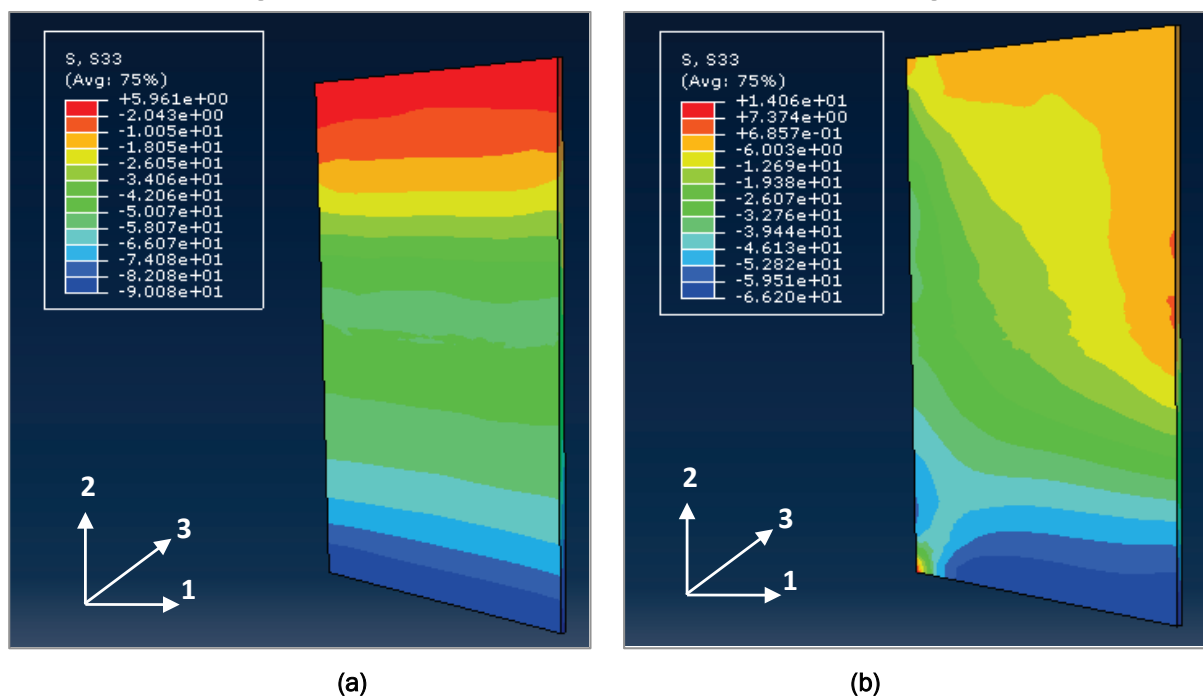 S, S33
(Avg: 75%)
+5.961e+00
-2.043e+00
-1.005e+01
-1.805e+01
-2.605e+01
-3.406e+01
-4.206e+01
-5.007e+01
-5.807e+01
-6.607e+01
-7.408e+01
-8.208e+01
-9.008e+01
2
3
1
(a)
S, S33
(Avg: 75%)
+1.406e+01
+7.374e+00
+6.857e-01
-6.003e+00
-1.269e+01
-1.938e+01
-2.607e+01
-3.276e+01
-3.944e+01
-4.613e+01
-5.282e+01
-5.951e+01
-6.620e+01
2
3
1
(b)